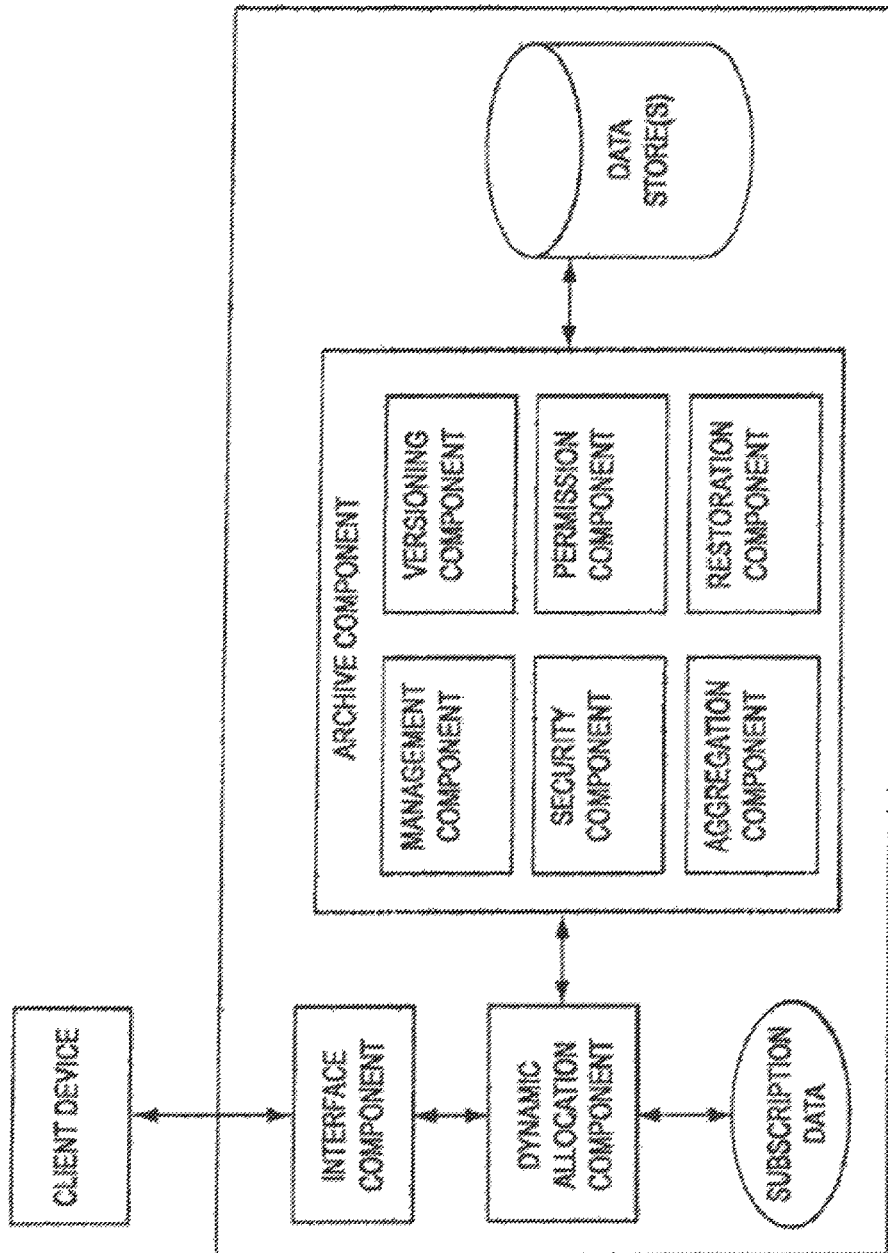 CLIENT DEVICE
INTERFACE
COMPONENT
DYNAMIC
ALLOCATION
COMPONENT
SUBSCRIPTION
DATA
ARCHIVE COMPONENT
MANAGEMENT
COMPONENT
VERSIONING
COMPONENT
SECURITY
COMPONENT
PERMISSION
COMPONENT
AGGREGATION
COMPONENT
RESTORATION
COMPONENT
DATA
STORE(S)